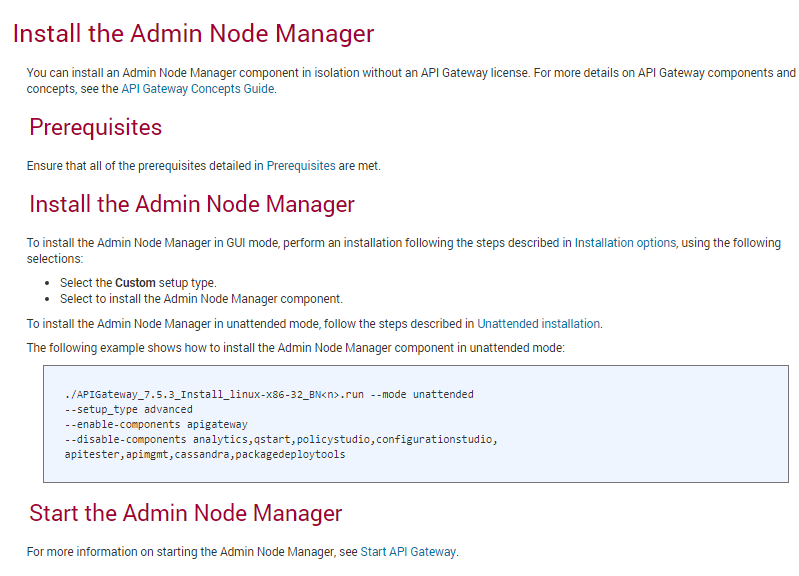 Install the Admin Node Manager
You can install an Admin Node Manager component in isolation without an API Gateway license. For more details on API Gateway components and
concepts, see the API Gateway Concepts Guide.
Prerequisites
Ensure that all of the prerequisites detailed in Prerequisites are met.
Install the Admin Node Manager
To install the Admin Node Manager in GUI mode, perform an installation following the steps described in Installation options, using the following
selections:
• Select the Custom setup type.
• Select to install the Admin Node Manager component.
To install the Admin Node Manager in unattended mode, follow the steps described in Unattended installation.
The following example shows how to install the Admin Node Manager component in unattended mode:
./APIGateway_7.5.3_Install_linux-x86-32_BN<n>.run --mode unattended
--setup_type advanced
--enable-components apigateway
--disable-components analytics,qstart,policystudio,configurationstudio,
apitester,apimgmt,cassandra,packagedeploytools
Start the Admin Node Manager
For more information on starting the Admin Node Manager, see Start API Gateway.